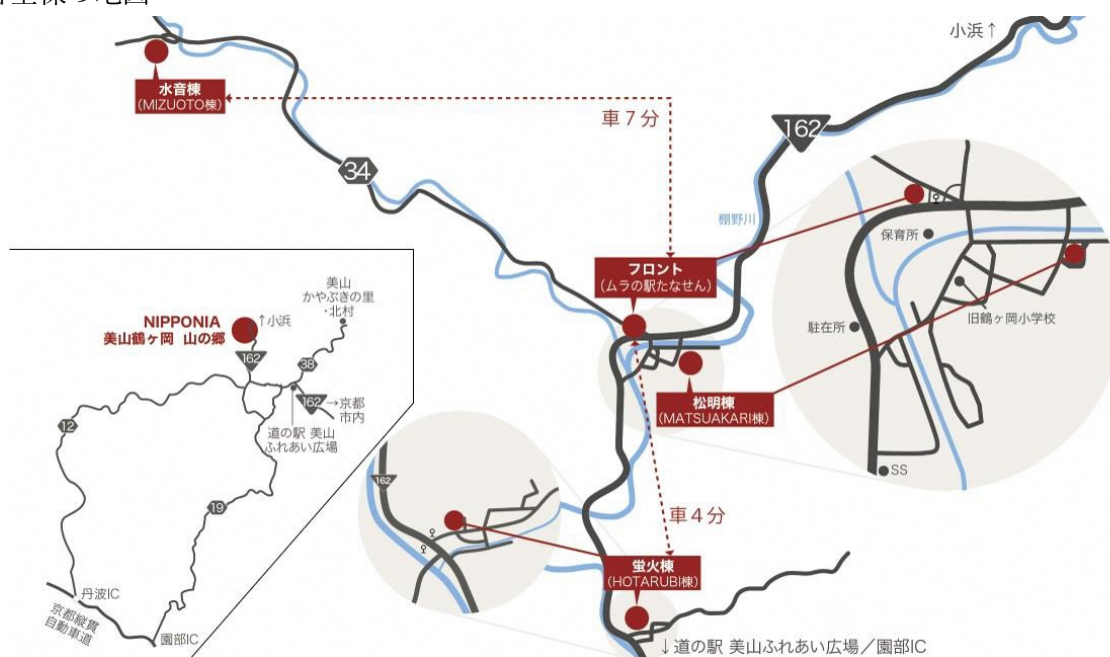 小浜↑
水音棟
(MIZUOTO棟)
車7分
162
34
棚野川
フロント
(ムラの駅たなせん)
保育所
駐在所
旧鶴ヶ岡小学校
SS
松明棟
(MATSUAKARI棟)
美山
かやぶきの里
・北村
NIPPONIA
美山鶴ヶ岡 山の郷
↑小浜
162
38
162
→京都
市内
道の駅 美山
ふれあい広場
12
19
丹波IC
京都縦貫
自動車道
園部IC
162
車4分
蛍火棟
(HOTARUBI棟)
↓道の駅 美山ふれあい広場／園部IC